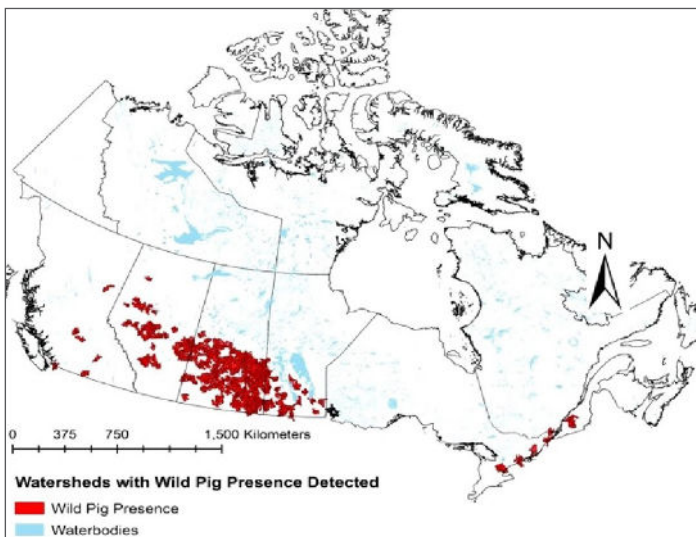 N
0 375 750 1,500 Kilometers
Watersheds with Wild Pig Presence Detected
Wild Pig Presence
Waterbodies